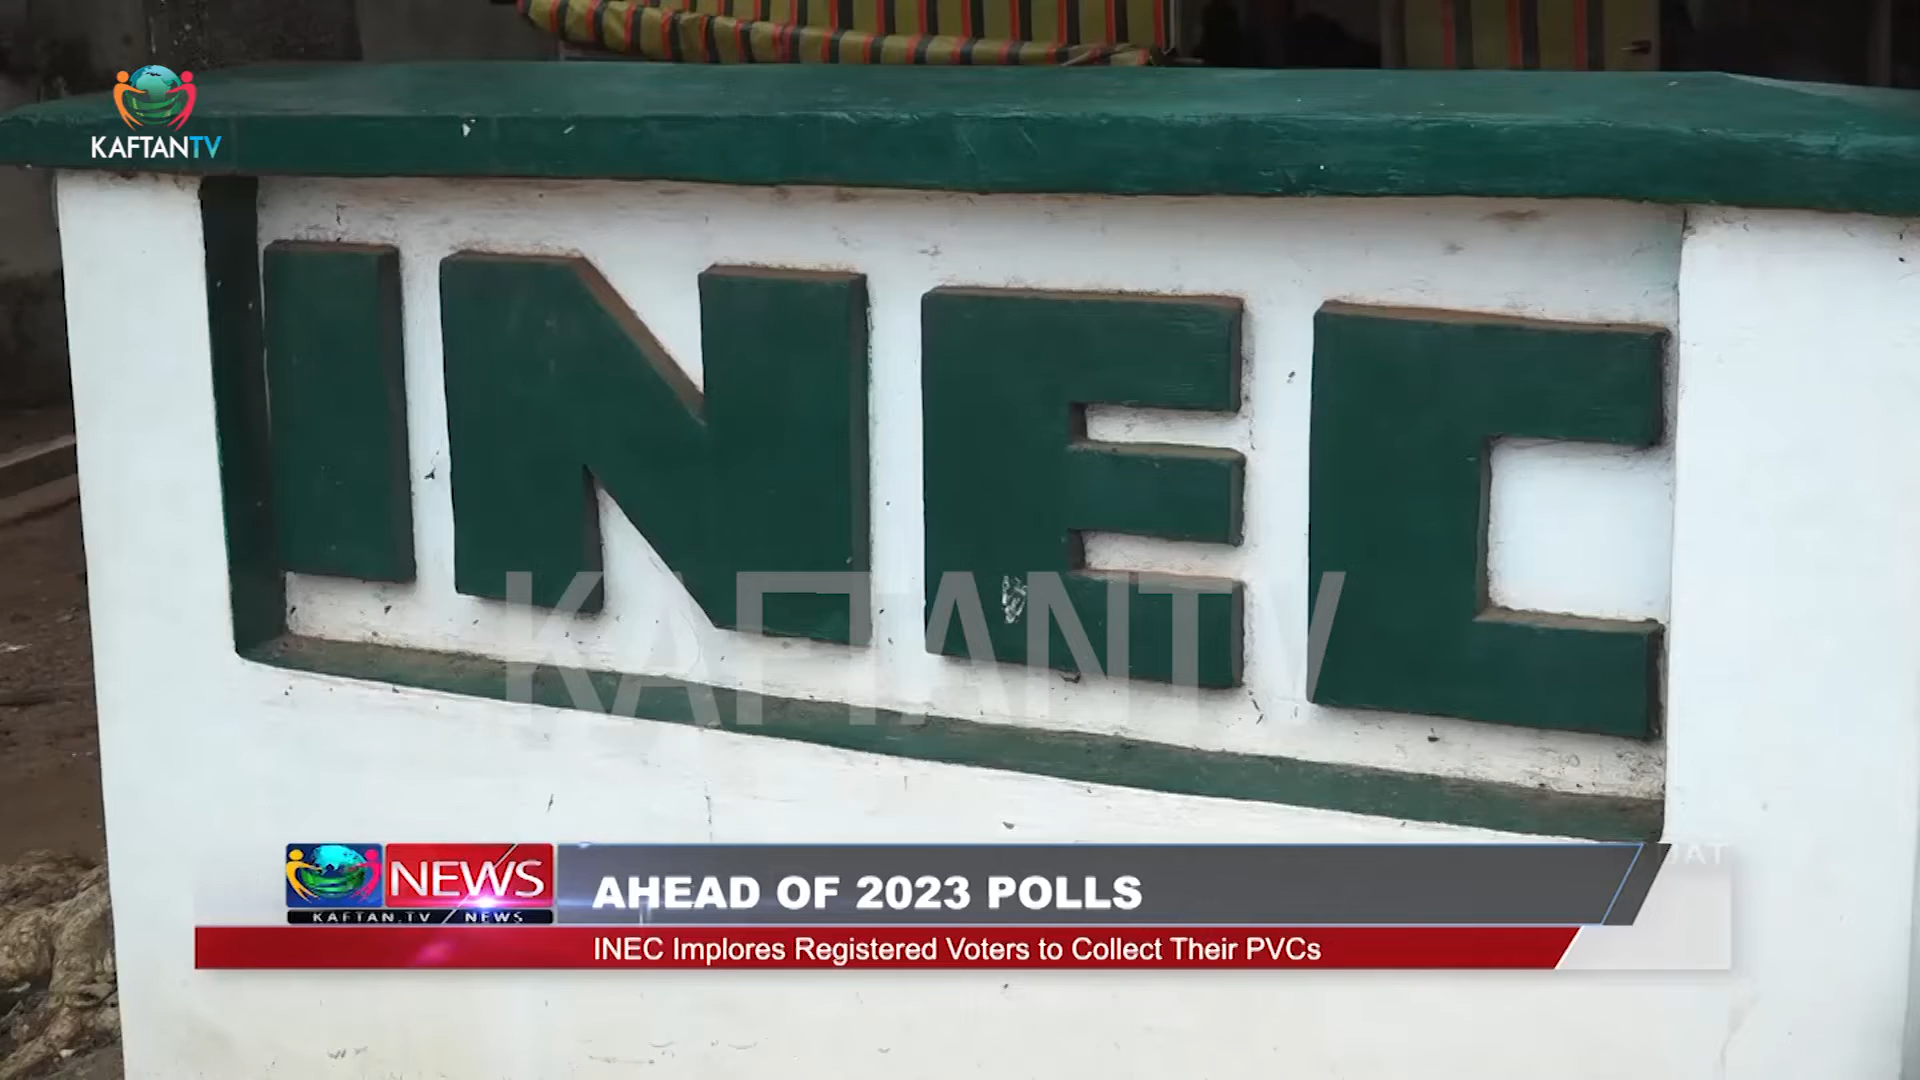 KAFTANTV
INEC
KAFTANTV
NEWS
AHEAD OF 2023 POLLS
KAFTAN.TV / NEWS
INEC Implores Registered Voters to Collect Their PVCs